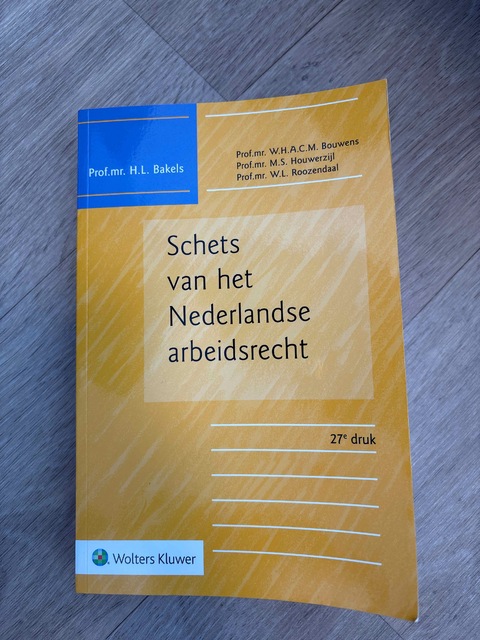 Prof.mr. H.L. Bakels
Prof.mr. W.H.A.C.M. Bouwens
Prof.mr. M.S. Houwerzijl
Prof.mr. W.L. Roozendaal
Schets
van het
Nederlandse
arbeidsrecht
27e druk
Wolters Kluwer